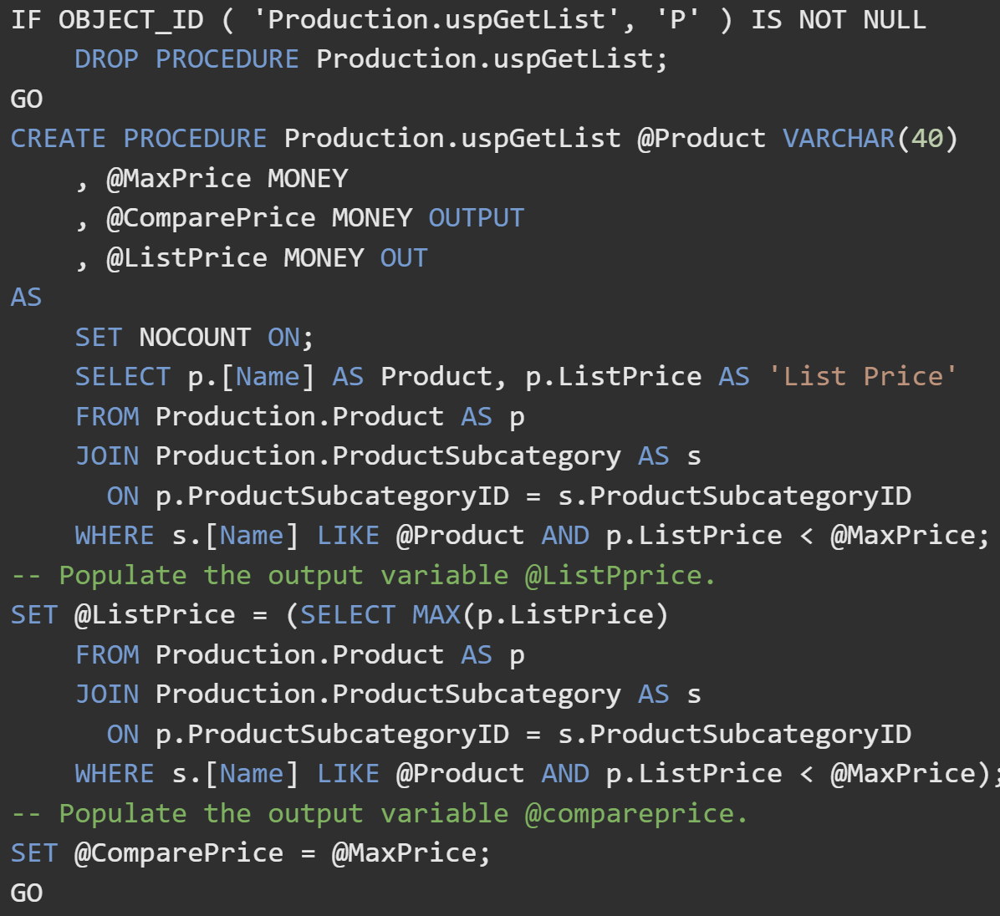 IF OBJECT_ID ( 'Production.uspGetList', 'P' ) IS NOT NULL
    DROP PROCEDURE Production.uspGetList;
GO
CREATE PROCEDURE Production.uspGetList @Product VARCHAR(40)
    , @MaxPrice MONEY
    , @ComparePrice MONEY OUTPUT
    , @ListPrice MONEY OUT
AS
    SET NOCOUNT ON;
    SELECT p.[Name] AS Product, p.ListPrice AS 'List Price'
    FROM Production.Product AS p
    JOIN Production.ProductSubcategory AS s
      ON p.ProductSubcategoryID = s.ProductSubcategoryID
    WHERE s.[Name] LIKE @Product AND p.ListPrice < @MaxPrice;
-- Populate the output variable @ListPprice.
SET @ListPrice = (SELECT MAX(p.ListPrice)
    FROM Production.Product AS p
    JOIN Production.ProductSubcategory AS s
      ON p.ProductSubcategoryID = s.ProductSubcategoryID
    WHERE s.[Name] LIKE @Product AND p.ListPrice < @MaxPrice);
-- Populate the output variable @compareprice.
SET @ComparePrice = @MaxPrice;
GO